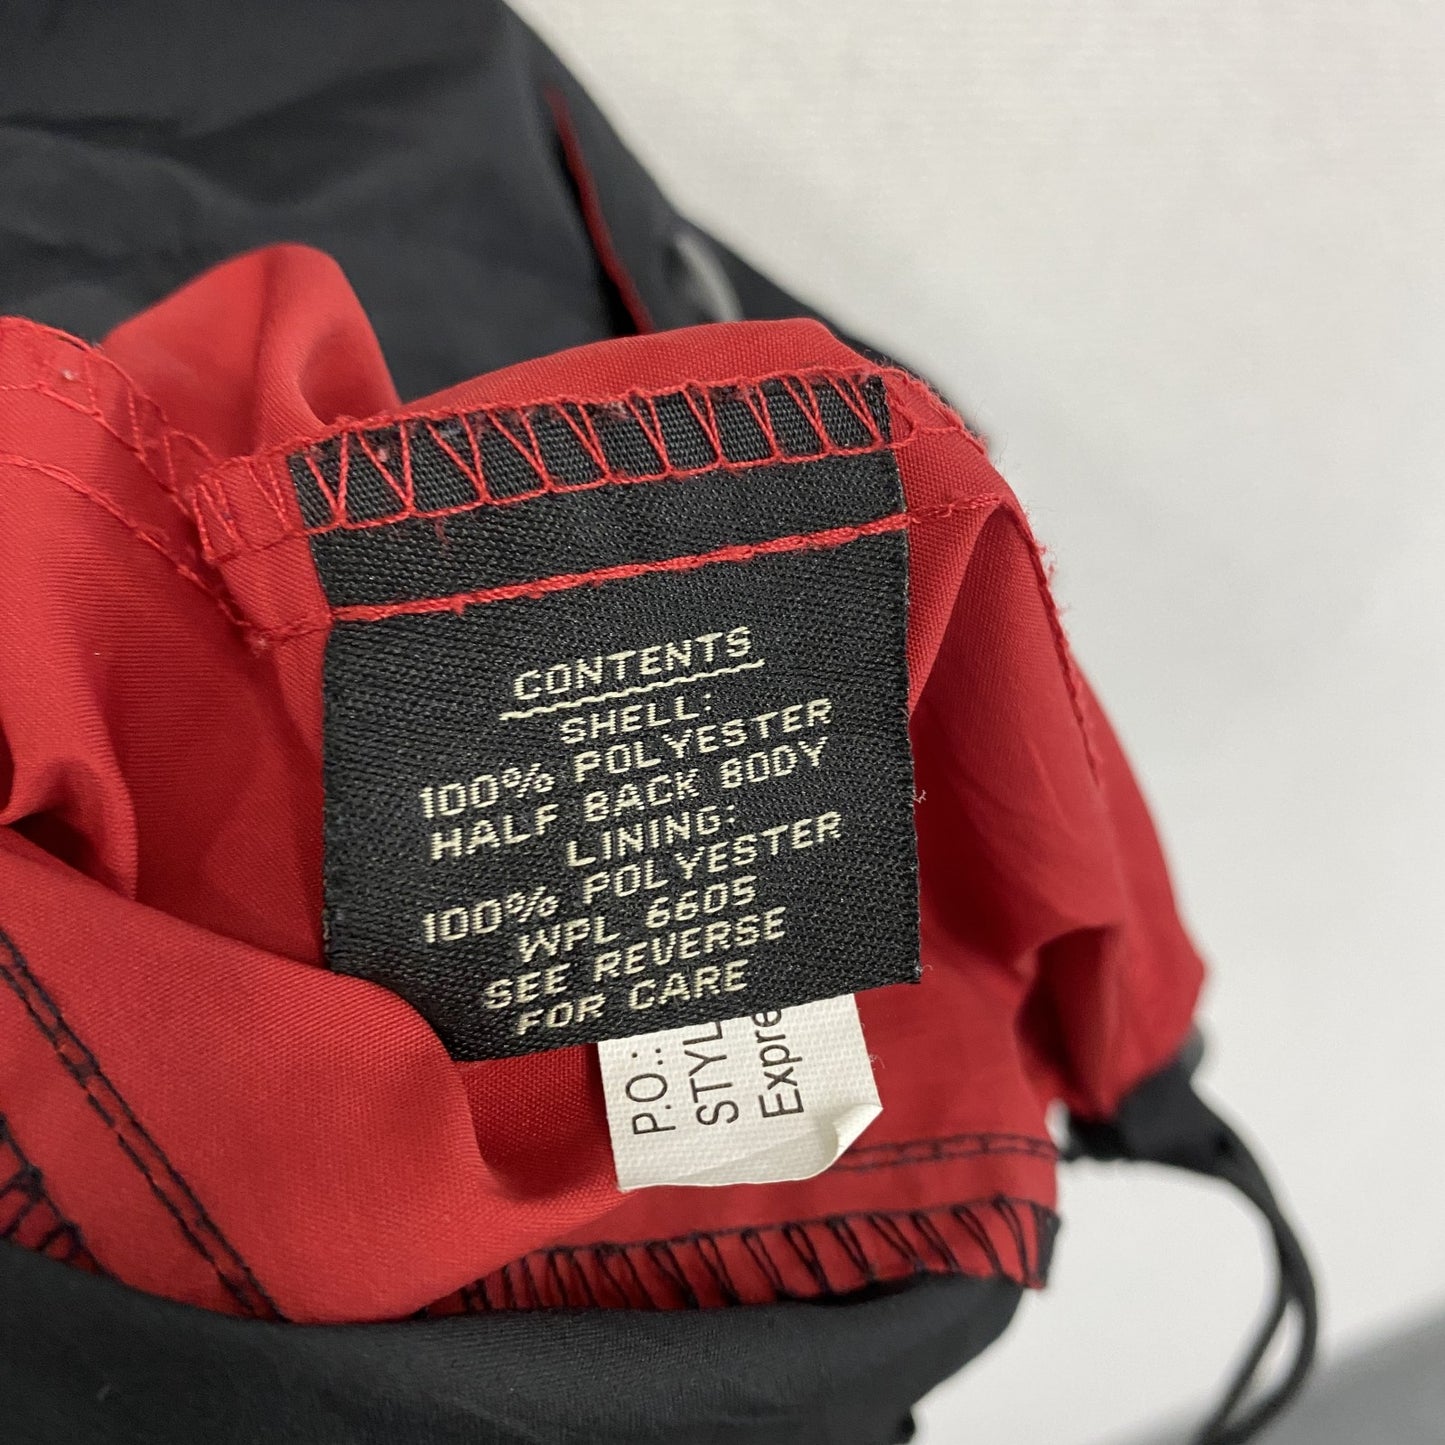 CONTENTS
SHELL:
100% POLYESTER
HALF BACK BODY
LINING:
100% POLYESTER
WPL 6605
SEE REVERSE
FOR CARE
P.O.:
STYL
Expre